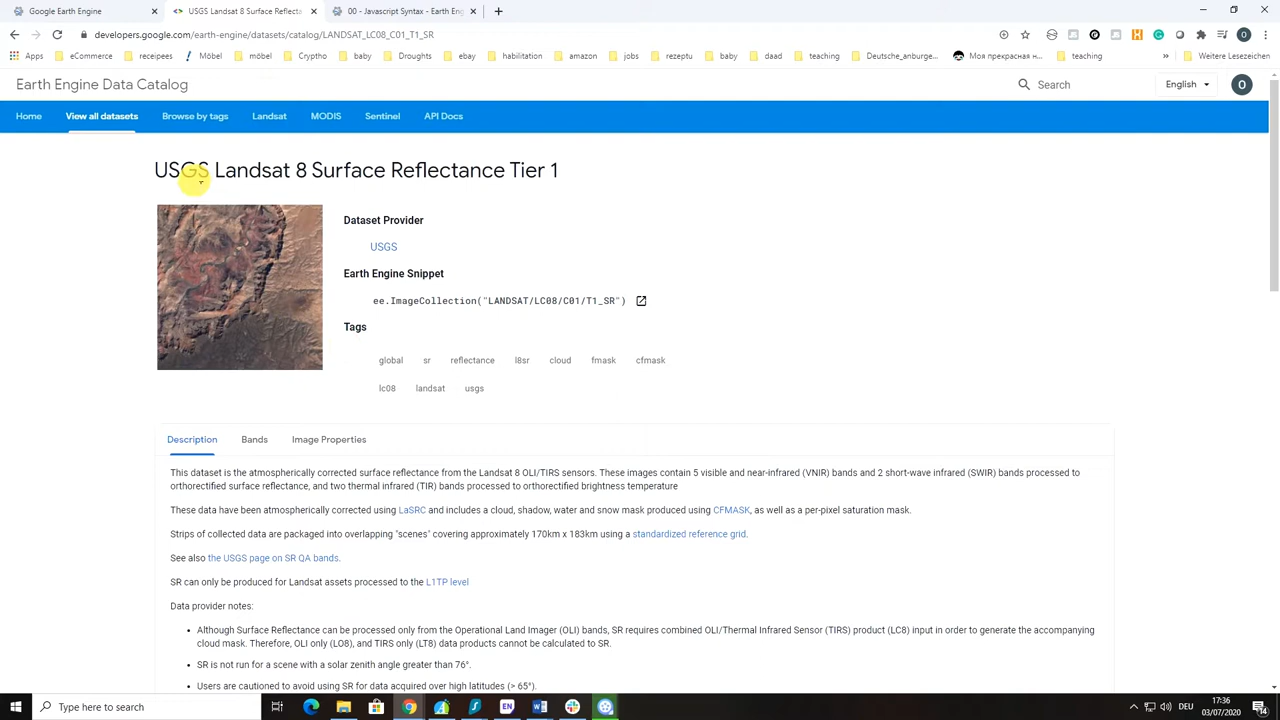 Google Earth Engine
USGS Landsat 8 Surface Reflecta
00 - Javascript Syntax - Earth En
developers.google.com/earth-engine/datasets/catalog/LANDSAT_LC08_C01_T1_SR
Apps eCommerce receipees Möbel möbel Cryptho baby Droughts ebay habilitation amazon jobs rezeptu baby daad teaching Deutsche_anburge... Моя прекрасная н... teaching » Weitere Lesezeichen
Earth Engine Data Catalog
Search
English
O
Home View all datasets Browse by tags Landsat MODIS Sentinel API Docs
USGS Landsat 8 Surface Reflectance Tier 1
Dataset Provider
USGS
Earth Engine Snippet
ee.ImageCollection("LANDSAT/LC08/C01/T1_SR")
Tags
global sr reflectance l8sr cloud fmask cfmask
lc08 landsat usgs
Description Bands Image Properties
This dataset is the atmospherically corrected surface reflectance from the Landsat 8 OLI/TIRS sensors. These images contain 5 visible and near-infrared (VNIR) bands and 2 short-wave infrared (SWIR) bands processed to
orthorectified surface reflectance, and two thermal infrared (TIR) bands processed to orthorectified brightness temperature
These data have been atmospherically corrected using LaSRC and includes a cloud, shadow, water and snow mask produced using CFMASK, as well as a per-pixel saturation mask.
Strips of collected data are packaged into overlapping "scenes" covering approximately 170km x 183km using a standardized reference grid.
See also the USGS page on SR QA bands.
SR can only be produced for Landsat assets processed to the L1TP level
Data provider notes:
• Although Surface Reflectance can be processed only from the Operational Land Imager (OLI) bands, SR requires combined OLI/Thermal Infrared Sensor (TIRS) product (LC8) input in order to generate the accompanying
cloud mask. Therefore, OLI only (LO8), and TIRS only (LT8) data products cannot be calculated to SR.
• SR is not run for a scene with a solar zenith angle greater than 76°.
• Users are cautioned to avoid using SR for data acquired over high latitudes (> 65°).
Type here to search
DEU
17:36
03/07/2020